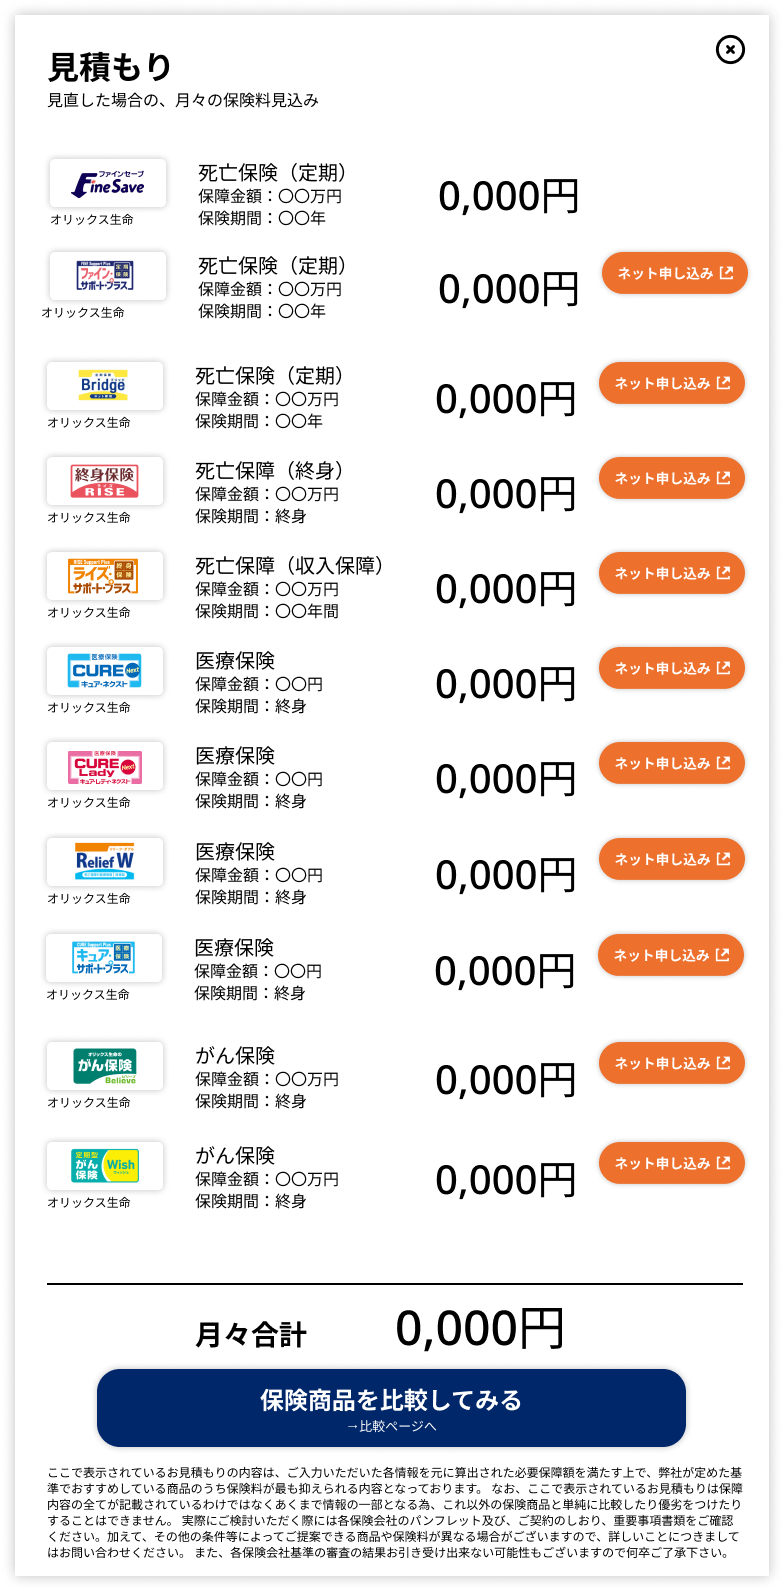 見積もり
見直した場合の、月々の保険料見込み
ファインセーブ
FineSave
オリックス生命
死亡保険（定期）
保障金額：〇〇万円
保険期間：〇〇年
0,000円
FINE Support Plus
ファイン・
サポート・プラス
定期保険
オリックス生命
死亡保険（定期）
保障金額：〇〇万円
保険期間：〇〇年
0,000円
ネット申し込み
Bridge
オリックス生命
死亡保険（定期）
保障金額：〇〇万円
保険期間：〇〇年
0,000円
ネット申し込み
終身保険
RISE
オリックス生命
死亡保障（終身）
保障金額：〇〇万円
保険期間：終身
0,000円
ネット申し込み
RISE Support Plus
ライズ・
サポート・プラス
終身保険
オリックス生命
死亡保障（収入保障）
保障金額：〇〇万円
保険期間：〇〇年間
0,000円
ネット申し込み
医療保険
CURE Next
キュア・ネクスト
オリックス生命
医療保険
保障金額：〇〇円
保険期間：終身
0,000円
ネット申し込み
医療保険
CURE
Lady Next
キュア・レディ・ネクスト
オリックス生命
医療保険
保障金額：〇〇円
保険期間：終身
0,000円
ネット申し込み
Relief W
オリックス生命
医療保険
保障金額：〇〇円
保険期間：終身
0,000円
ネット申し込み
CURE Support Plus
キュア・
サポート・プラス
医療保険
オリックス生命
医療保険
保障金額：〇〇円
保険期間：終身
0,000円
ネット申し込み
オリックス生命の
がん保険
Believe
オリックス生命
がん保険
保障金額：〇〇万円
保険期間：終身
0,000円
ネット申し込み
定期型
がん
保険
Wish
ウィッシュ
オリックス生命
がん保険
保障金額：〇〇万円
保険期間：終身
0,000円
ネット申し込み
月々合計
0,000円
保険商品を比較してみる
→比較ページへ
ここで表示されているお見積もりの内容は、ご入力いただいた各情報を元に算出された必要保障額を満たす上で、弊社が定めた基
準でおすすめしている商品のうち保険料が最も抑えられる内容となっております。 なお、ここで表示されているお見積もりは保障
内容の全てが記載されているわけではなくあくまで情報の一部となる為、これ以外の保険商品と単純に比較したり優劣をつけたり
することはできません。 実際にご検討いただく際には各保険会社のパンフレット及び、ご契約のしおり、重要事項書類をご確認
ください。加えて、その他の条件等によってご提案できる商品や保険料が異なる場合がございますので、詳しいことにつきまして
はお問い合わせください。 また、各保険会社基準の審査の結果お引き受け出来ない可能性もございますので何卒ご了承下さい。